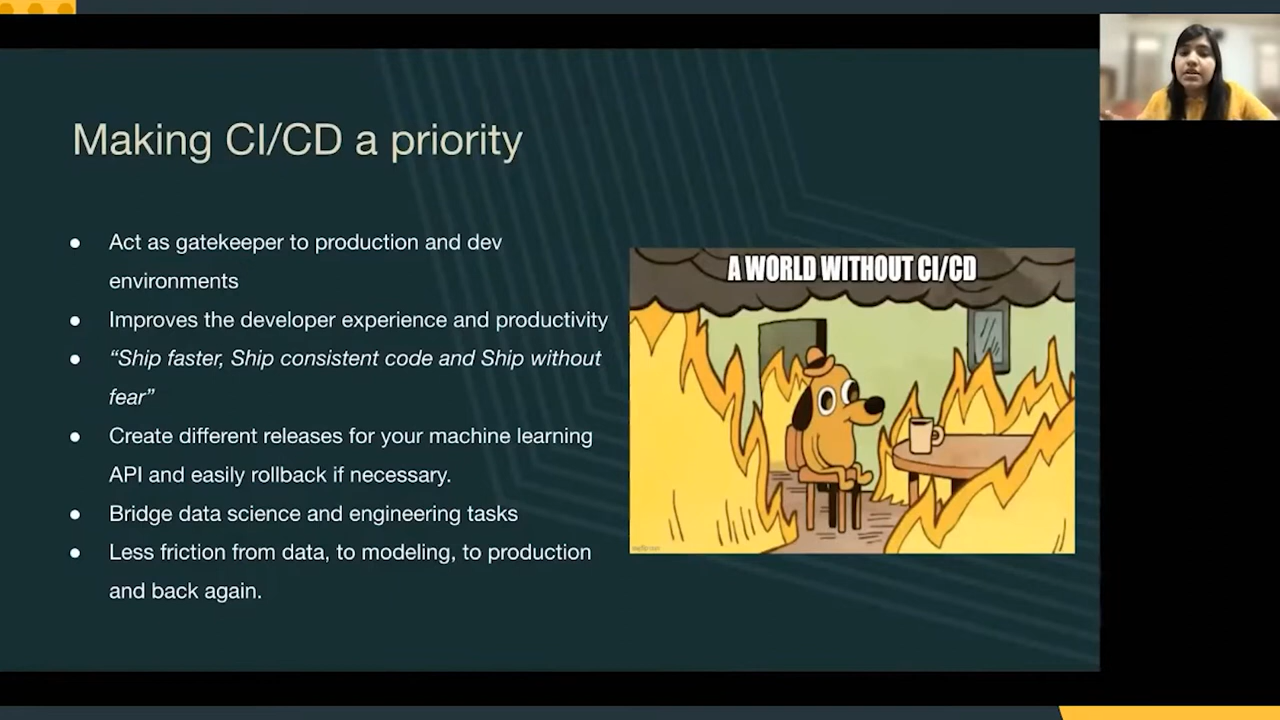 Making CI/CD a priority
● Act as gatekeeper to production and dev
environments
● Improves the developer experience and productivity
● “Ship faster, Ship consistent code and Ship without
fear”
● Create different releases for your machine learning
API and easily rollback if necessary.
● Bridge data science and engineering tasks
● Less friction from data, to modeling, to production
and back again.
A WORLD WITHOUT CI/CD